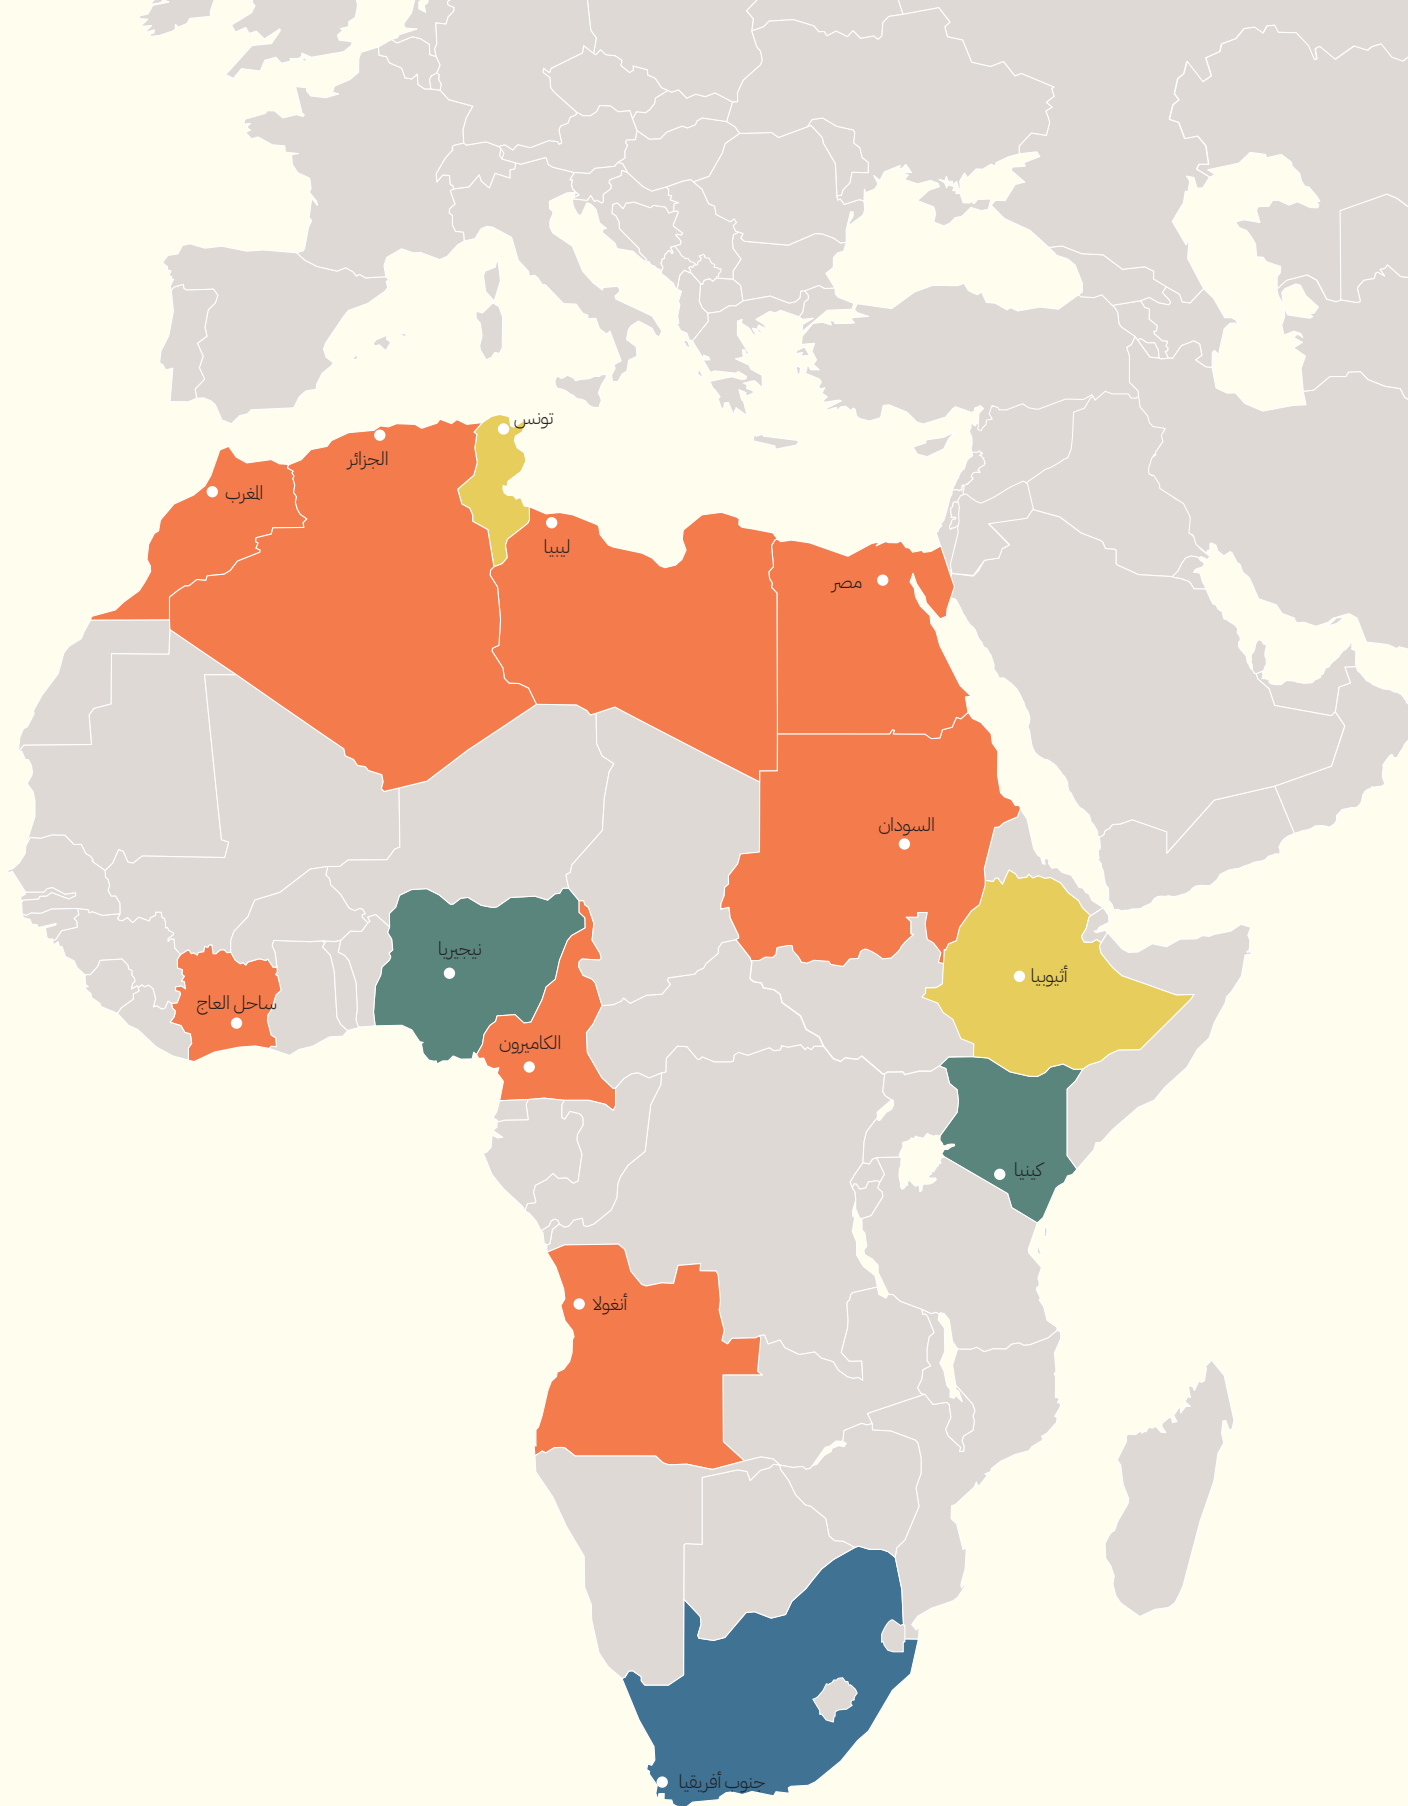 تونس
الجزائر
المغرب
ليبيا
مصر
السودان
نيجيريا
أثيوبيا
ساحل العاج
الكاميرون
كينيا
أنغولا
جنوب أفريقيا